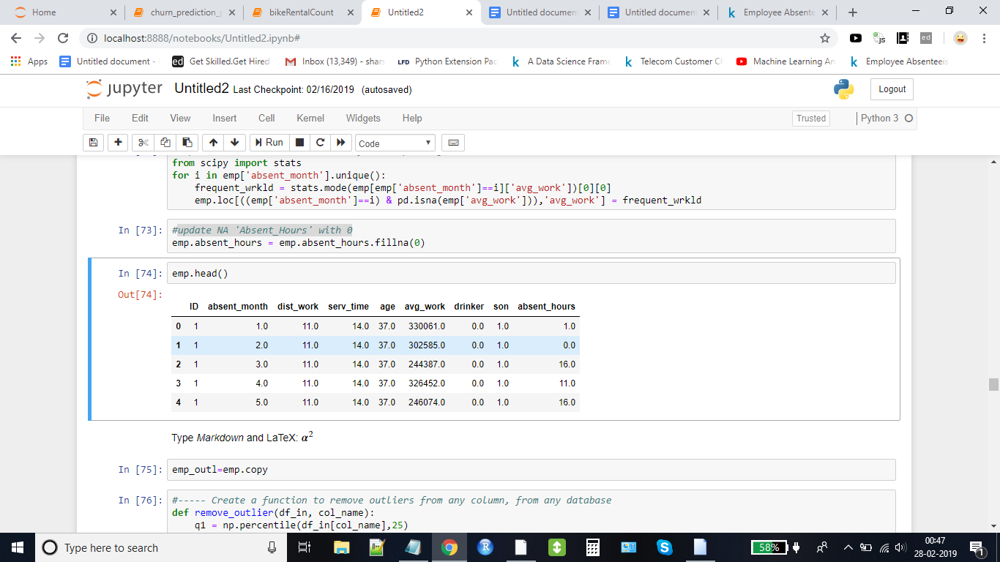 Home
churn_prediction_
bikeRentalCount
Untitled2
Untitled documen
Untitled documen
Employee Absente
localhost:8888/notebooks/Untitled2.ipynb#
Apps
Untitled document -
Get Skilled.Get Hired
Inbox (13,349) - shars
LFD Python Extension Pac
A Data Science Frame
Telecom Customer Ch
Machine Learning An
Employee Absenteeis
jupyter Untitled2 Last Checkpoint: 02/16/2019 (autosaved)
Logout
File Edit View Insert Cell Kernel Widgets Help
Trusted
Python 3
Run
Code
from scipy import stats
for i in emp['absent_month'].unique():
frequent_wrkld = stats.mode(emp[emp['absent_month']==i]['avg_work'])[0][0]
emp.loc[((emp['absent_month']==i) & pd.isna(emp['avg_work'])),'avg_work'] = frequent_wrkld
In [73]: #update NA 'Absent_Hours' with 0
emp.absent_hours = emp.absent_hours.fillna(0)
In [74]: emp.head()
Out[74]:
ID absent_month dist_work serv_time age avg_work drinker son absent_hours
0 1 1.0 11.0 14.0 37.0 330061.0 0.0 1.0 1.0
1 1 2.0 11.0 14.0 37.0 302585.0 0.0 1.0 0.0
2 1 3.0 11.0 14.0 37.0 244387.0 0.0 1.0 16.0
3 1 4.0 11.0 14.0 37.0 326452.0 0.0 1.0 11.0
4 1 5.0 11.0 14.0 37.0 246074.0 0.0 1.0 16.0
Type Markdown and LaTeX: α2
In [75]: emp_outl=emp.copy
In [76]: #----- Create a function to remove outliers from any column, from any database
def remove_outlier(df_in, col_name):
q1 = np.percentile(df_in[col_name],25)
Type here to search
58%
00:47
28-02-2019